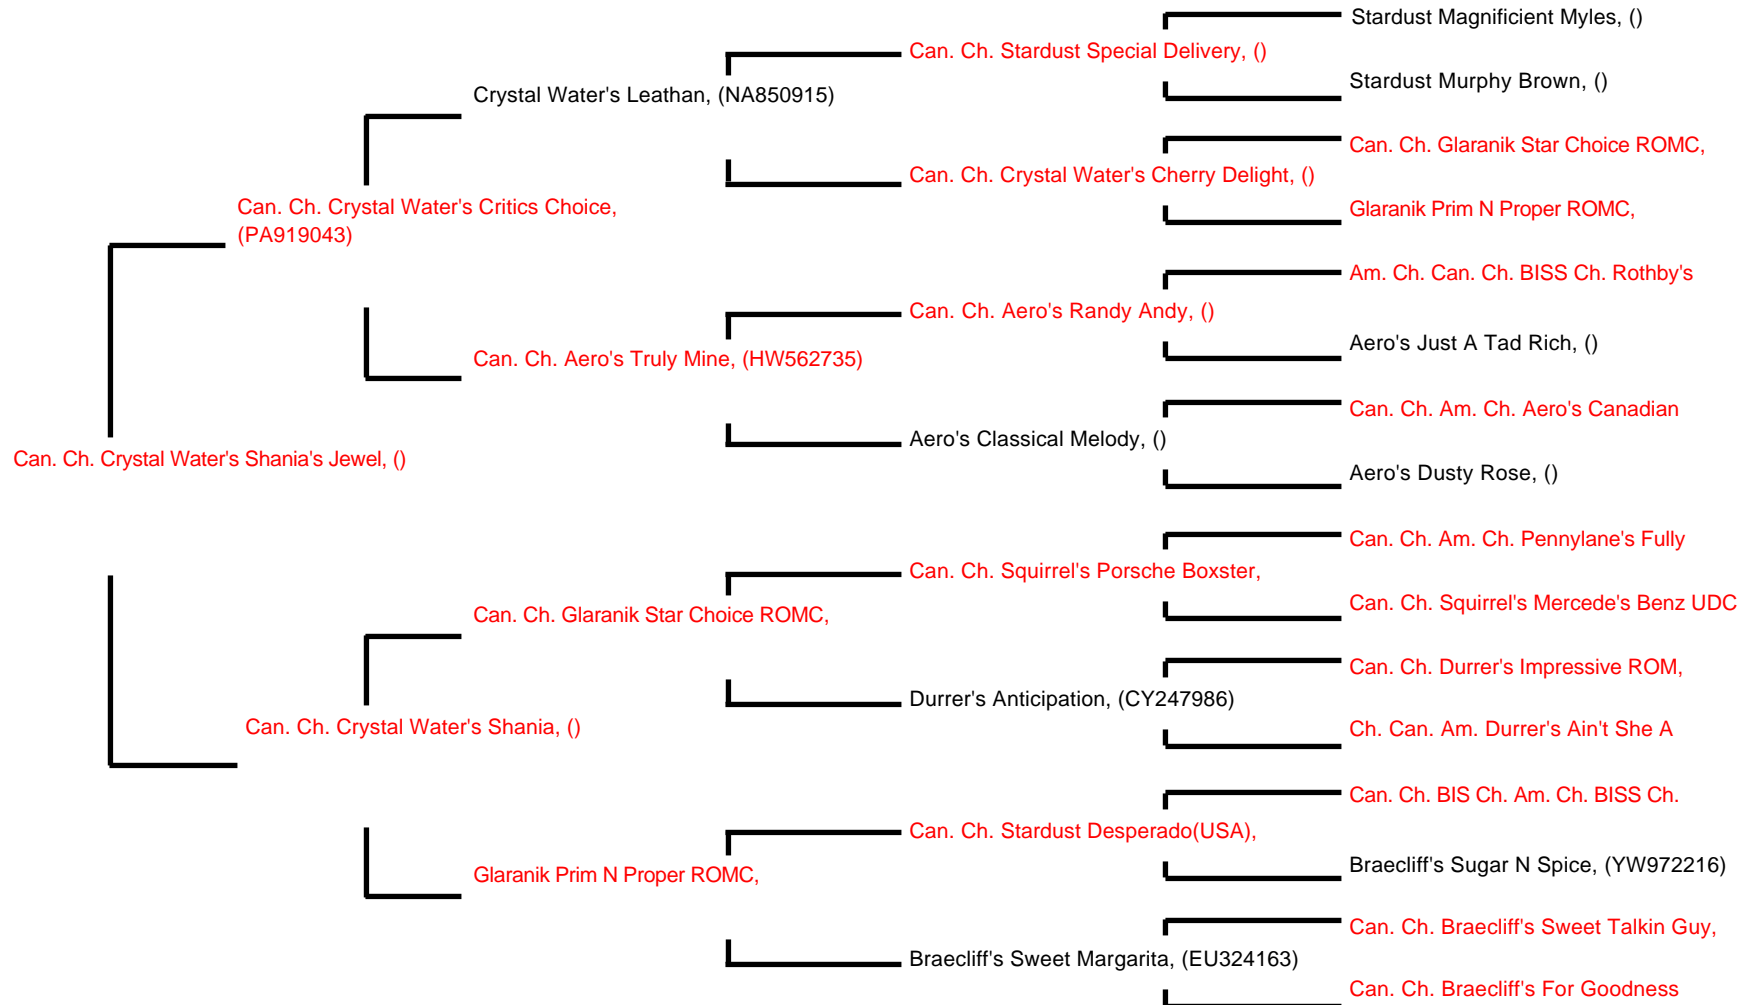 Stardust Magnificient Myles, ()
Can. Ch. Stardust Special Delivery, ()
Stardust Murphy Brown, ()
Crystal Water's Leathan, (NA850915)
Can. Ch. Glaranik Star Choice ROMC,
Can. Ch. Crystal Water's Cherry Delight, ()
Glaranik Prim N Proper ROMC,
Can. Ch. Crystal Water's Critics Choice,
(PA919043)
Am. Ch. Can. Ch. BISS Ch. Rothby's
Can. Ch. Aero's Randy Andy, ()
Aero's Just A Tad Rich, ()
Can. Ch. Aero's Truly Mine, (HW562735)
Can. Ch. Am. Ch. Aero's Canadian
Aero's Classical Melody, ()
Aero's Dusty Rose, ()
Can. Ch. Crystal Water's Shania's Jewel, ()
Can. Ch. Am. Ch. Pennylane's Fully
Can. Ch. Squirrel's Porsche Boxster,
Can. Ch. Squirrel's Mercede's Benz UDC
Can. Ch. Glaranik Star Choice ROMC,
Can. Ch. Durrer's Impressive ROM,
Durrer's Anticipation, (CY247986)
Ch. Can. Am. Durrer's Ain't She A
Can. Ch. Crystal Water's Shania, ()
Can. Ch. BIS Ch. Am. Ch. BISS Ch.
Can. Ch. Stardust Desperado(USA),
Braecliff's Sugar N Spice, (YW972216)
Glaranik Prim N Proper ROMC,
Can. Ch. Braecliff's Sweet Talkin Guy,
Braecliff's Sweet Margarita, (EU324163)
Can. Ch. Braecliff's For Goodness